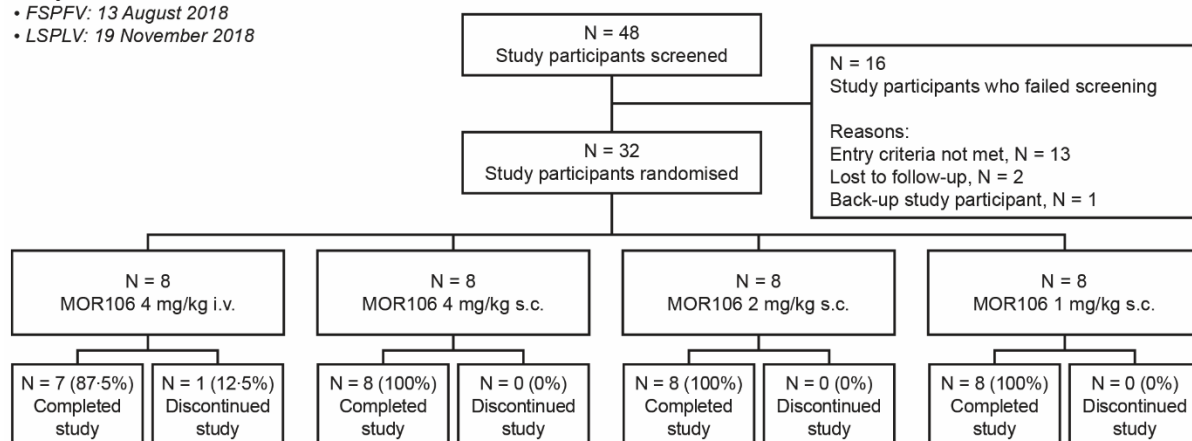 • FSPFV: 13 August 2018
• LSPLV: 19 November 2018
N = 48
Study participants screened
N = 16
Study participants who failed screening
Reasons:
Entry criteria not met, N = 13
Lost to follow-up, N = 2
Back-up study participant, N = 1
N = 32
Study participants randomised
N = 8
MOR106 4 mg/kg i.v.
N = 8
MOR106 4 mg/kg s.c.
N = 8
MOR106 2 mg/kg s.c.
N = 8
MOR106 1 mg/kg s.c.
N = 7 (87·5%)
Completed
study
N = 1 (12·5%)
Discontinued
study
N = 8 (100%)
Completed
study
N = 0 (0%)
Discontinued
study
N = 8 (100%)
Completed
study
N = 0 (0%)
Discontinued
study
N = 8 (100%)
Completed
study
N = 0 (0%)
Discontinued
study